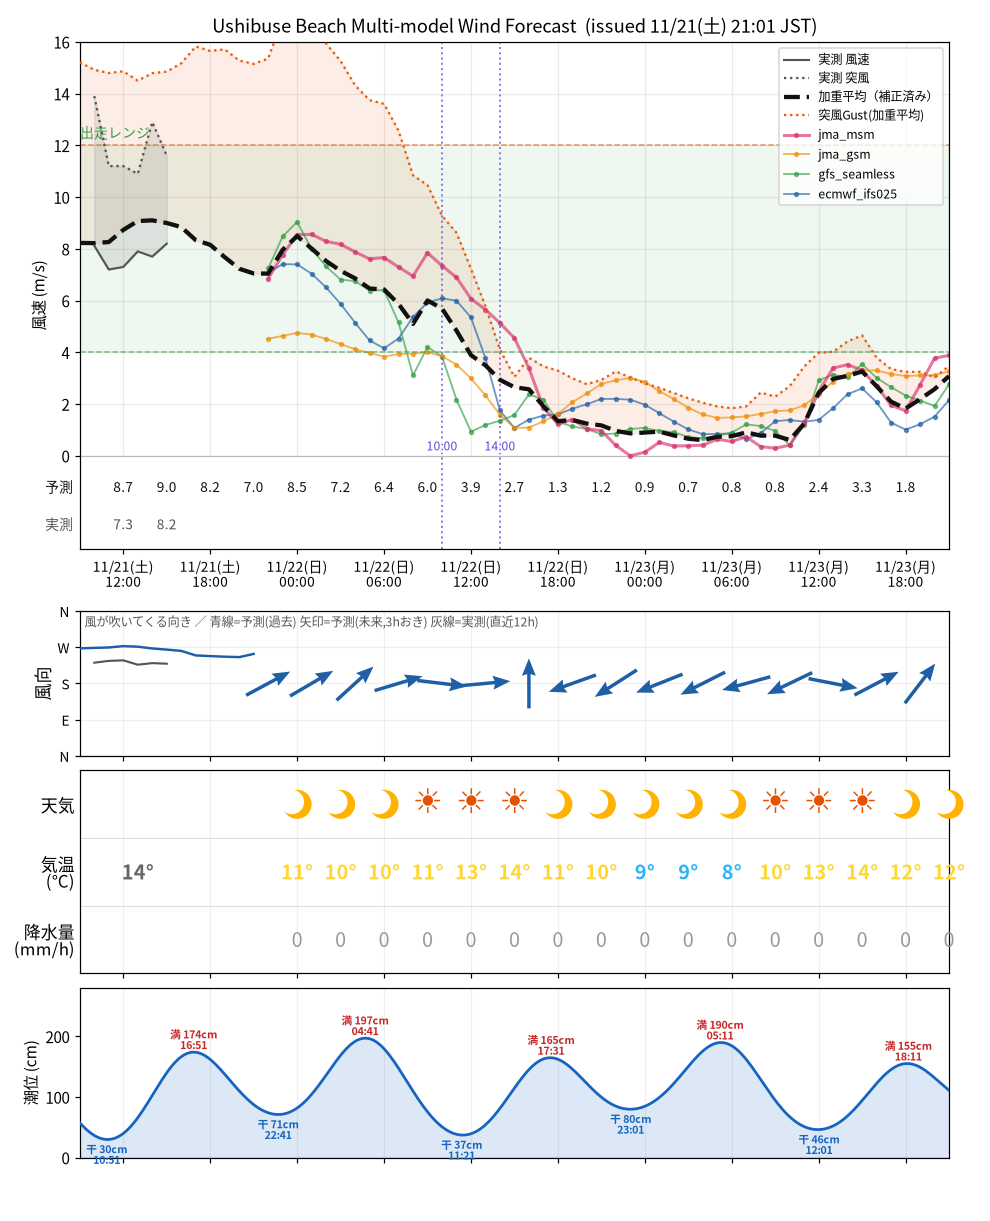 Ushibuse Beach Multi-model Wind Forecast (issued 11/21(土) 21:01 JST)
16
14
12
10
8
6
4
2
0
風速 (m/s)
出走レンジ
実測 風速
実測 突風
加重平均（補正済み）
突風Gust(加重平均)
jma_msm
jma_gsm
gfs_seamless
ecmwf_ifs025
10:00 14:00
予測 8.7 9.0 8.2 7.0 8.5 7.2 6.4 6.0 3.9 2.7 1.3 1.2 0.9 0.7 0.8 0.8 2.4 3.3 1.8
実測 7.3 8.2
11/21(土) 11/21(土) 11/22(日) 11/22(日) 11/22(日) 11/22(日) 11/23(月) 11/23(月) 11/23(月) 11/23(月)
12:00 18:00 00:00 06:00 12:00 18:00 00:00 06:00 12:00 18:00
風が吹いてくる向き ／ 青線=予測(過去) 矢印=予測(未来,3hおき) 灰線=実測(直近12h)
N
W
S
E
N
風向
天気
気温
(℃)
14° 11° 10° 10° 11° 13° 14° 11° 10° 9° 9° 8° 10° 13° 14° 12° 12°
降水量
(mm/h)
0 0 0 0 0 0 0 0 0 0 0 0 0 0 0 0
潮位 (cm)
200
100
0
満 174cm
16:51
満 197cm
04:41
満 165cm
17:31
満 190cm
05:11
満 155cm
18:11
干 30cm
10:51
干 71cm
22:41
干 37cm
11:21
干 80cm
23:01
干 46cm
12:01